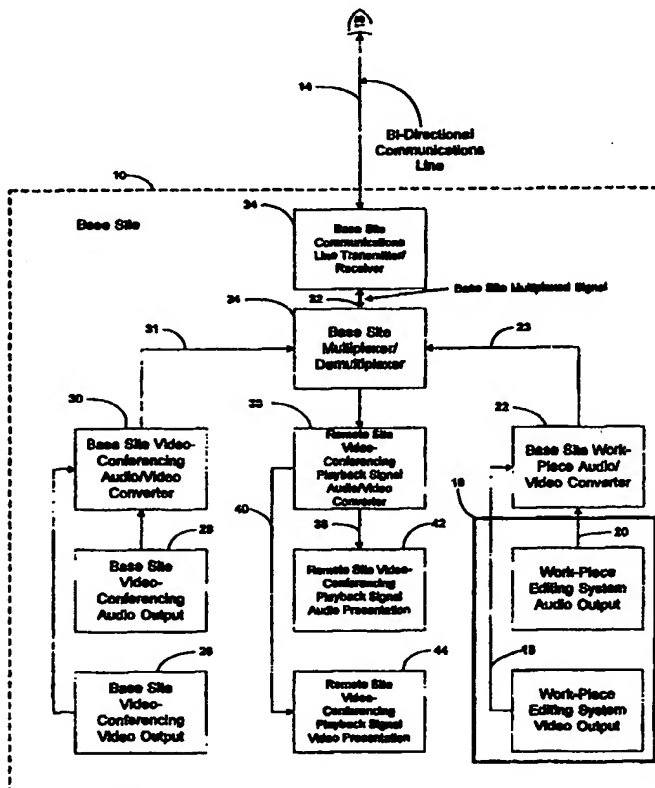 14
Bi-Directional
Communications
Line
10
Base Site
34
Base Site
Communications
Line Transmitter/
Receiver
32
Base Site Multiplexed Signal
24
Base Site
Multiplexer/
Demultiplexer
31
23
30
Base Site Video-
Conferencing
Audio/Video
Converter
33
Remote Site
Video-
Conferencing
Playback Signal
Audio/Video
Converter
22
Base Site Work-
Piece Audio/
Video Converter
40
38
20
Base Site
Video-
Conferencing
Audio Output
42
Remote Site Video-
Conferencing
Playback Signal
Audio Presentation
Work-Piece
Editing System
Audio Output
18
26
Base Site
Video-
Conferencing
Video Output
44
Remote Site
Video-
Conferencing
Playback Signal
Video Presentation
Work-Piece
Editing System
Video Output